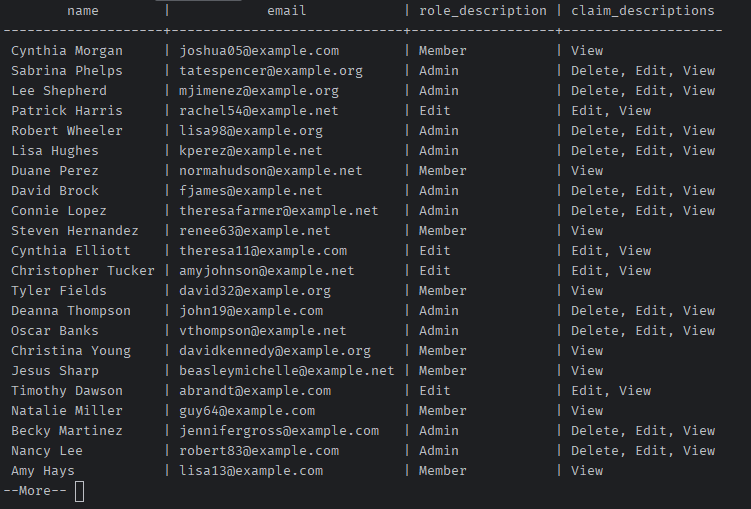 name | email | role_description | claim_descriptions
--------------------+-----------------------------+------------------+--------------------
Cynthia Morgan | joshua05@example.com | Member | View
Sabrina Phelps | tatespencer@example.org | Admin | Delete, Edit, View
Lee Shepherd | mjimenez@example.org | Admin | Delete, Edit, View
Patrick Harris | rachel54@example.net | Edit | Edit, View
Robert Wheeler | lisa98@example.org | Admin | Delete, Edit, View
Lisa Hughes | kperez@example.net | Admin | Delete, Edit, View
Duane Perez | normahudson@example.net | Member | View
David Brock | fjames@example.net | Admin | Delete, Edit, View
Connie Lopez | theresafarmer@example.net | Admin | Delete, Edit, View
Steven Hernandez | renee63@example.net | Member | View
Cynthia Elliott | theresa11@example.com | Edit | Edit, View
Christopher Tucker | amyjohnson@example.net | Edit | Edit, View
Tyler Fields | david32@example.org | Member | View
Deanna Thompson | john19@example.com | Admin | Delete, Edit, View
Oscar Banks | vthompson@example.net | Admin | Delete, Edit, View
Christina Young | davidkennedy@example.org | Member | View
Jesus Sharp | beasleymichelle@example.net | Member | View
Timothy Dawson | abrandt@example.com | Edit | Edit, View
Natalie Miller | guy64@example.com | Member | View
Becky Martinez | jennifergross@example.com | Admin | Delete, Edit, View
Nancy Lee | robert83@example.com | Admin | Delete, Edit, View
Amy Hays | lisa13@example.com | Member | View
--More--